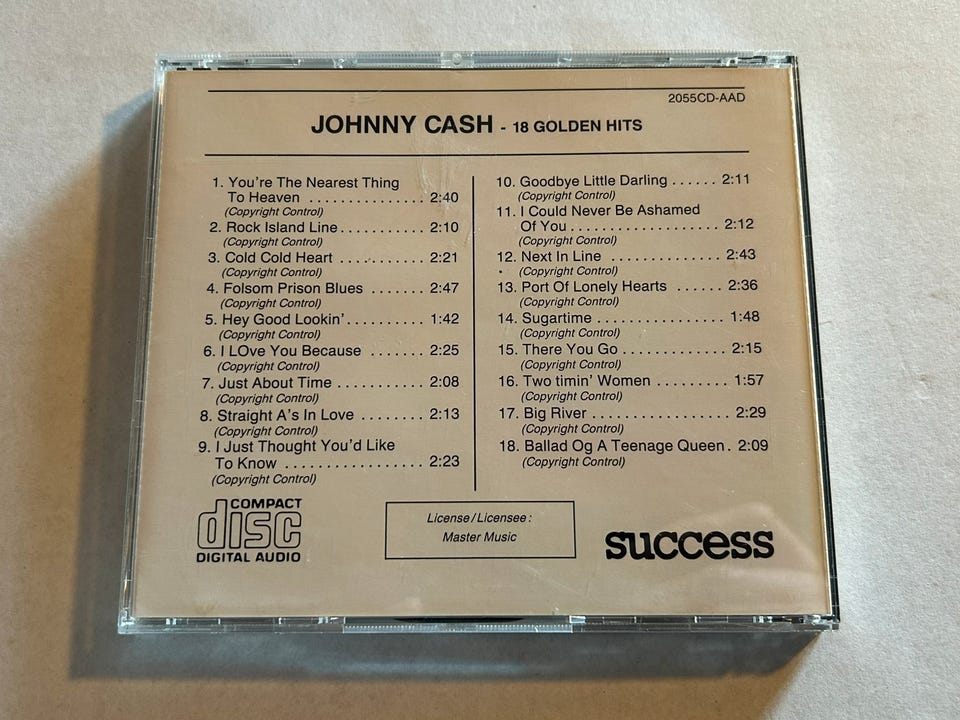 2055CD-AAD
JOHNNY CASH - 18 GOLDEN HITS
1. You're The Nearest Thing
To Heaven ............... 2:40
(Copyright Control)
2. Rock Island Line........... 2:10
(Copyright Control)
3. Cold Cold Heart ........... 2:21
(Copyright Control)
4. Folsom Prison Blues ....... 2:47
(Copyright Control)
5. Hey Good Lookin'.......... 1:42
(Copyright Control)
6. I LOve You Because ....... 2:25
(Copyright Control)
7. Just About Time ........... 2:08
(Copyright Control)
8. Straight A's In Love ........ 2:13
(Copyright Control)
9. I Just Thought You'd Like
To Know ................. 2:23
(Copyright Control)
10. Goodbye Little Darling ...... 2:11
(Copyright Control)
11. I Could Never Be Ashamed
Of You ................... 2:12
(Copyright Control)
12. Next In Line .............. 2:43
(Copyright Control)
13. Port Of Lonely Hearts ...... 2:36
(Copyright Control)
14. Sugartime ................ 1:48
(Copyright Control)
15. There You Go ............. 2:15
(Copyright Control)
16. Two timin' Women ......... 1:57
(Copyright Control)
17. Big River ................. 2:29
(Copyright Control)
18. Ballad Og A Teenage Queen. 2:09
(Copyright Control)
COMPACT
disc
DIGITAL AUDIO
License/Licensee:
Master Music
success